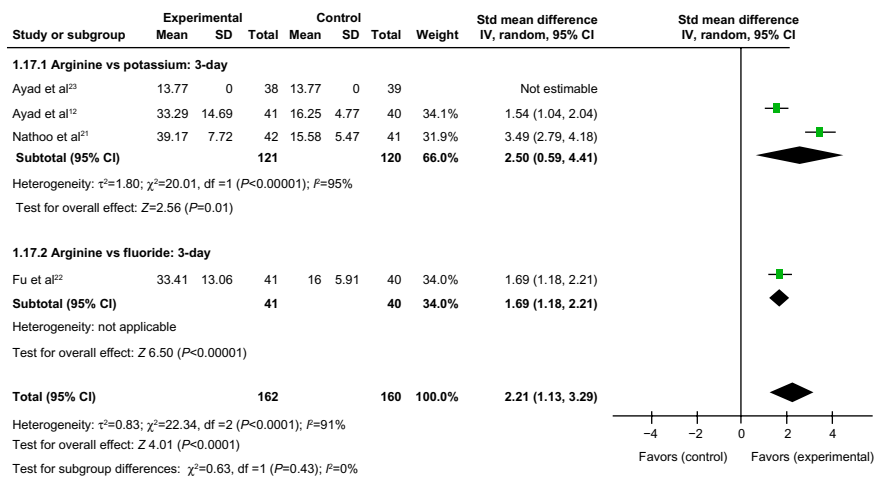 Experimental Control Std mean difference Std mean difference
Study or subgroup Mean SD Total Mean SD Total Weight IV, random, 95% CI IV, random, 95% CI
1.17.1 Arginine vs potassium: 3-day
Ayad et al²³ 13.77 0 38 13.77 0 39 Not estimable
Ayad et al¹² 33.29 14.69 41 16.25 4.77 40 34.1% 1.54 (1.04, 2.04)
Nathoo et al²¹ 39.17 7.72 42 15.58 5.47 41 31.9% 3.49 (2.79, 4.18)
Subtotal (95% CI) 121 120 66.0% 2.50 (0.59, 4.41)
Heterogeneity: τ²=1.80; χ²=20.01, df =1 (P<0.00001); I²=95%
Test for overall effect: Z=2.56 (P=0.01)
1.17.2 Arginine vs fluoride: 3-day
Fu et al²² 33.41 13.06 41 16 5.91 40 34.0% 1.69 (1.18, 2.21)
Subtotal (95% CI) 41 40 34.0% 1.69 (1.18, 2.21)
Heterogeneity: not applicable
Test for overall effect: Z 6.50 (P<0.00001)
Total (95% CI) 162 160 100.0% 2.21 (1.13, 3.29)
Heterogeneity: τ²=0.83; χ²=22.34, df =2 (P<0.0001); I²=91%
Test for overall effect: Z 4.01 (P<0.0001)
Test for subgroup differences: χ²=0.63, df =1 (P=0.43); I²=0%
−4 −2 0 2 4
Favors (control) Favors (experimental)